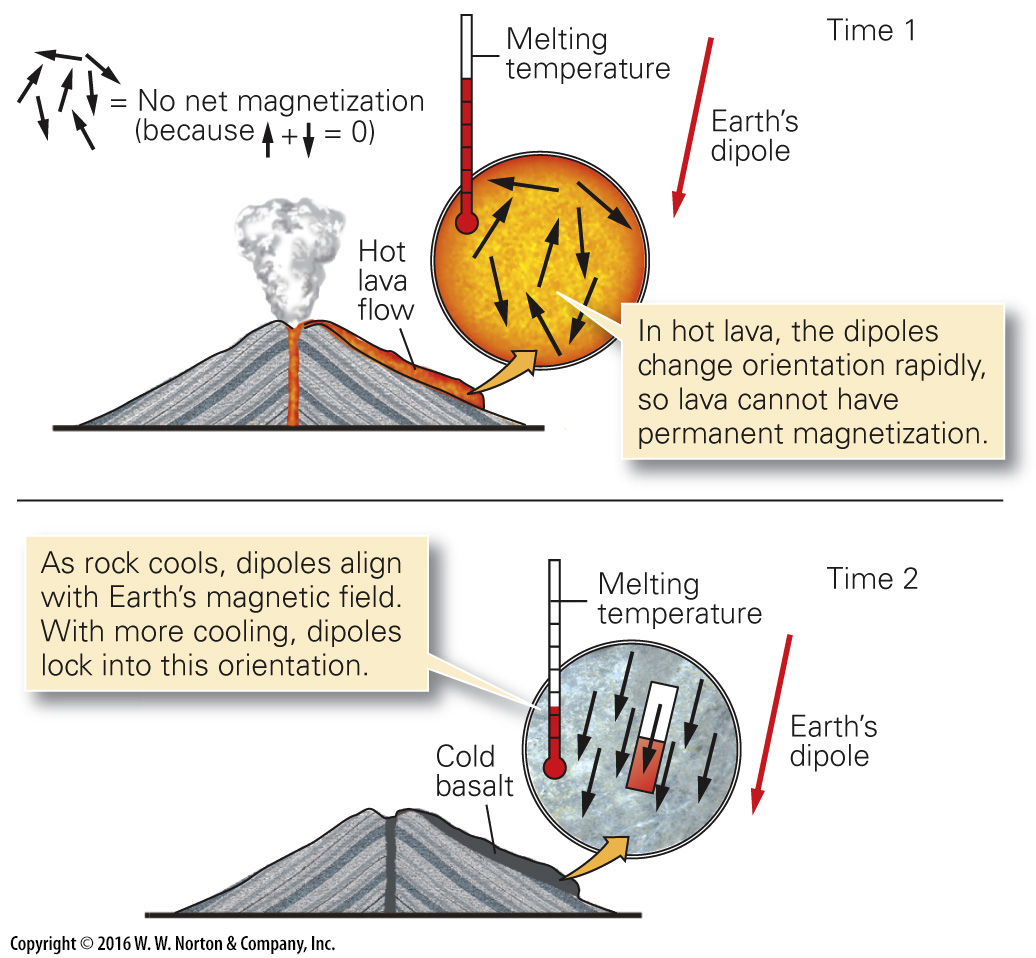 Time 1
Melting
temperature
Earth's
dipole
= No net magnetization
(because + = 0)
Hot
lava
flow
In hot lava, the dipoles
change orientation rapidly,
so lava cannot have
permanent magnetization.
As rock cools, dipoles align
with Earth's magnetic field.
With more cooling, dipoles
lock into this orientation.
Time 2
Melting
temperature
Earth's
dipole
Cold
basalt
Copyright © 2016 W. W. Norton & Company, Inc.